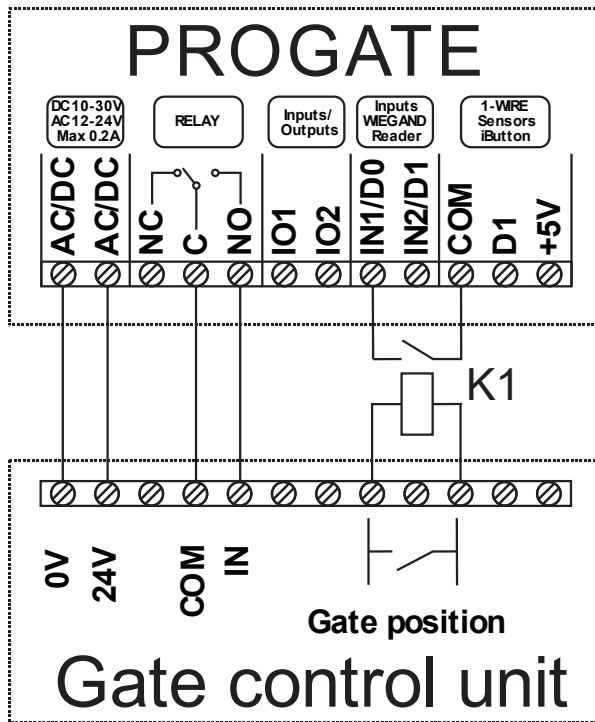 PROGATE
DC10-30V
AC12-24V
Max 0.2A
RELAY
Inputs/
Outputs
Inputs
WIEGAND
Reader
1-WIRE
Sensors
iButton
AC/DC
AC/DC
NC
C
NO
IO1
IO2
IN1/D0
IN2/D1
COM
D1
+5V
K1
0V
24V
COM
IN
Gate position
Gate control unit